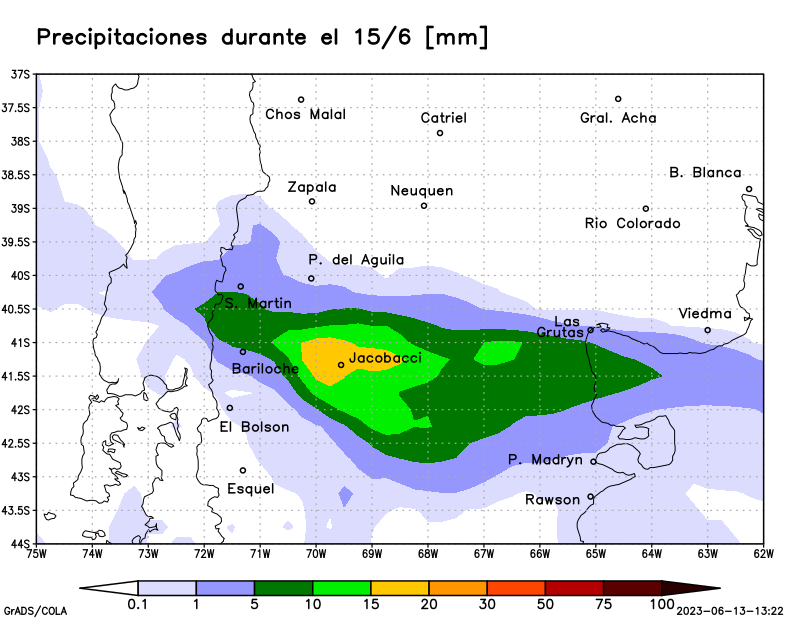 Precipitaciones durante el 15/6 [mm]
37S
37.5S
38S
38.5S
39S
39.5S
40S
40.5S
41S
41.5S
42S
42.5S
43S
43.5S
44S
Chos Malal
Catriel
Gral. Acha
B. Blanca
Zapala
Neuquen
Rio Colorado
P. del Aguila
S. Martin
Viedma
Las
Grutas
Jacobacci
Bariloche
El Bolson
P. Madryn
Esquel
Rawson
75W 74W 73W 72W 71W 70W 69W 68W 67W 66W 65W 64W 63W 62W
0.1 1 5 10 15 20 30 50 75 100
GrADS/COLA
2023-06-13-13:22